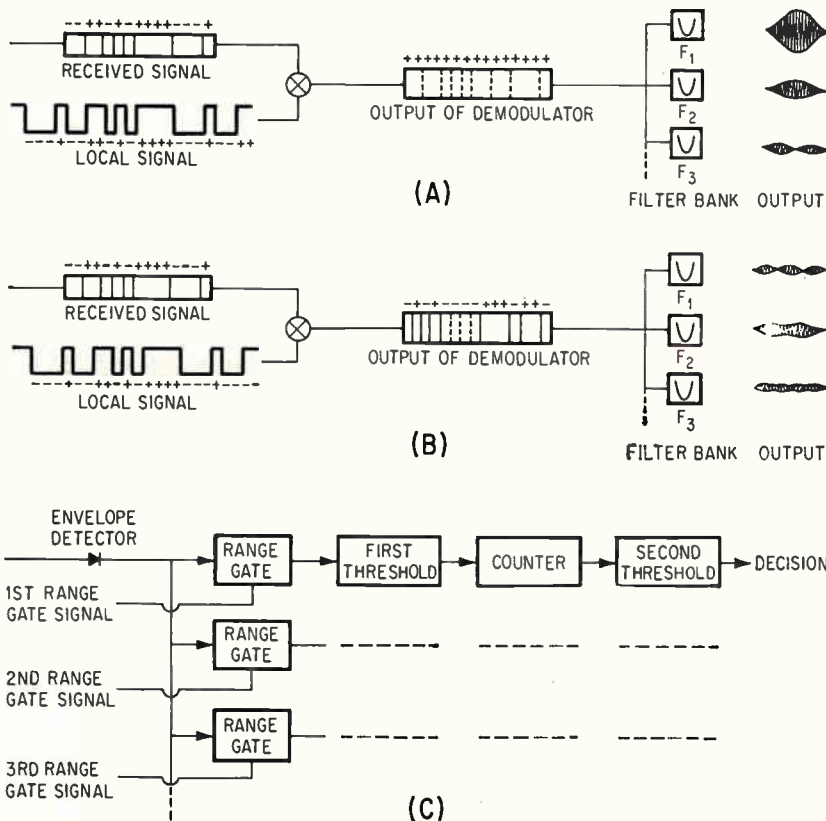 --++-+--++++---+
RECEIVED SIGNAL
LOCAL SIGNAL
++++++++++++++++
OUTPUT OF DEMODULATOR
F1
F2
F3
FILTER BANK OUTPUT
(A)
RECEIVED SIGNAL
LOCAL SIGNAL
OUTPUT OF DEMODULATOR
F1
F2
F3
FILTER BANK OUTPUT
(B)
ENVELOPE
DETECTOR
RANGE
GATE
FIRST
THRESHOLD
COUNTER
SECOND
THRESHOLD
DECISION
1ST RANGE
GATE SIGNAL
RANGE
GATE
2ND RANGE
GATE SIGNAL
RANGE
GATE
3RD RANGE
GATE SIGNAL
(C)